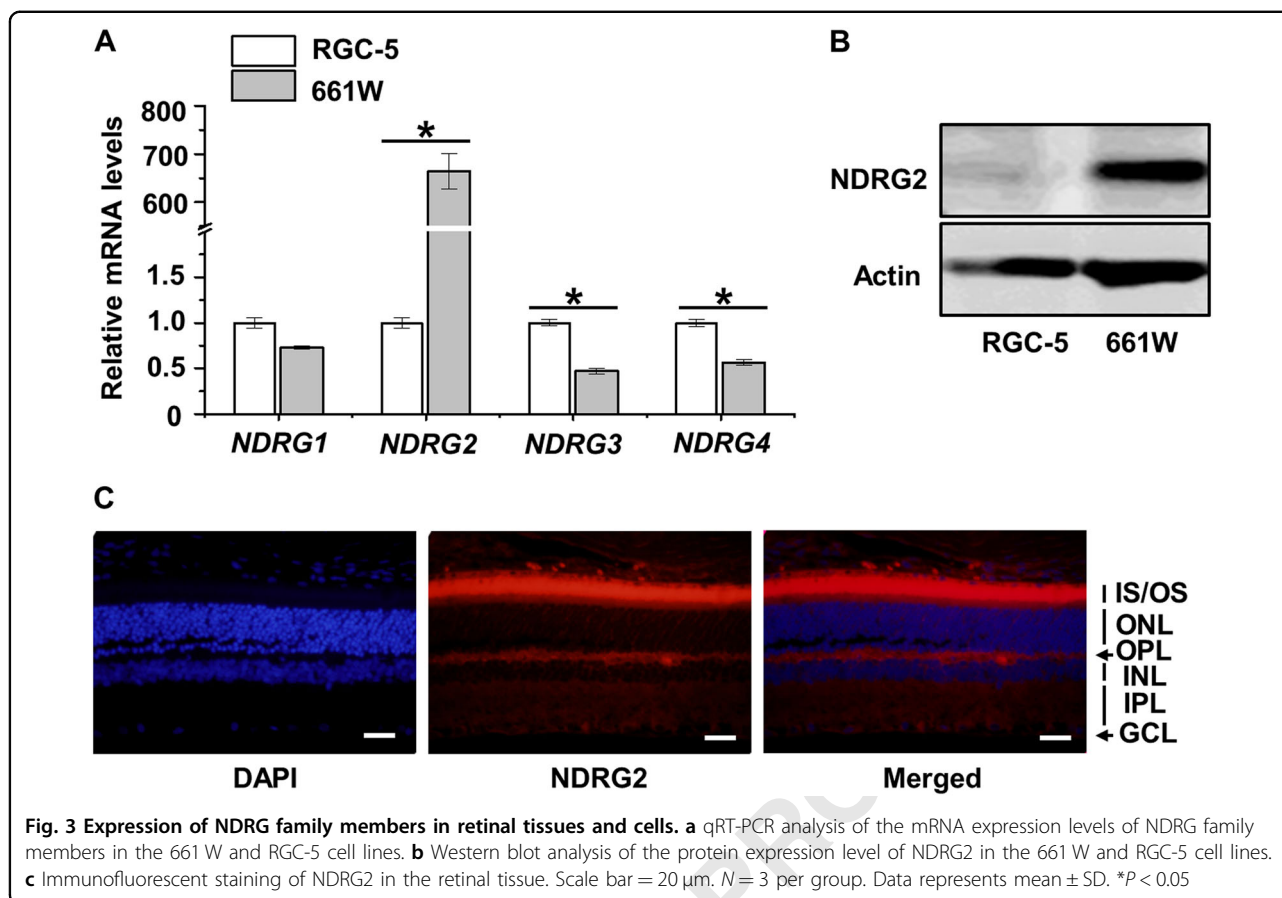 A
RGC-5
661W
Relative mRNA levels
800
700
600
1.5
1.0
0.5
0
*
*
*
NDRG1 NDRG2 NDRG3 NDRG4
B
NDRG2
Actin
RGC-5 661W
C
IS/OS
ONL
OPL
INL
IPL
GCL
DAPI NDRG2 Merged
Fig. 3 Expression of NDRG family members in retinal tissues and cells. a qRT-PCR analysis of the mRNA expression levels of NDRG family
members in the 661 W and RGC-5 cell lines. b Western blot analysis of the protein expression level of NDRG2 in the 661 W and RGC-5 cell lines.
c Immunofluorescent staining of NDRG2 in the retinal tissue. Scale bar = 20 μm. N = 3 per group. Data represents mean ± SD. *P < 0.05